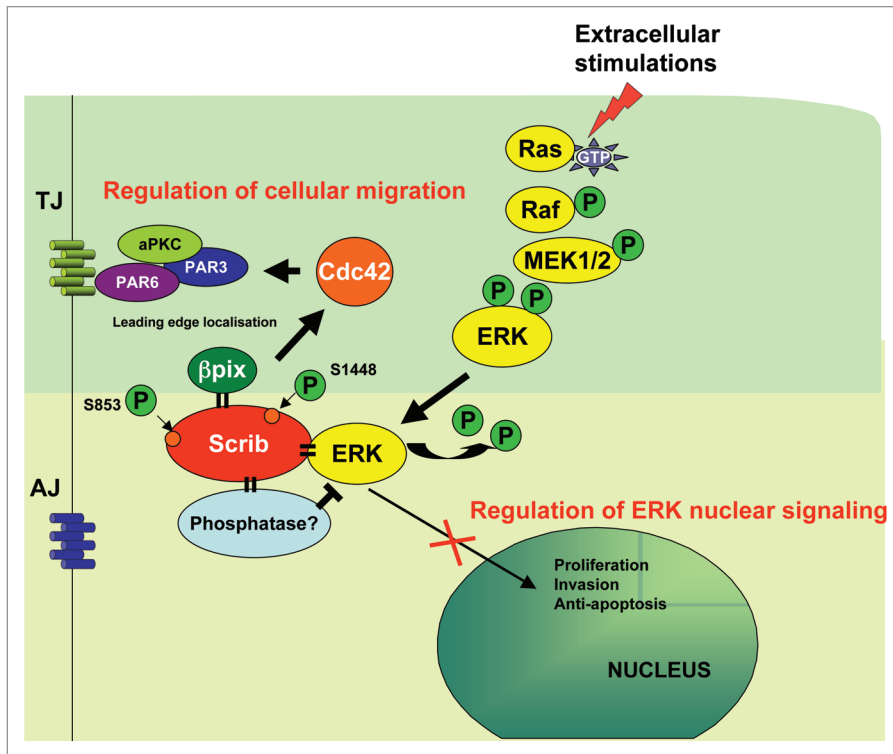 Extracellular
stimulations
Ras
GTP
Raf
P
MEK1/2
P
P
P
ERK
TJ
Regulation of cellular migration
aPKC
PAR3
PAR6
Cdc42
Leading edge localisation
βpix
S853
P
P
S1448
Scrib
ERK
P
P
AJ
Phosphatase?
Regulation of ERK nuclear signaling
Proliferation
Invasion
Anti-apoptosis
NUCLEUS